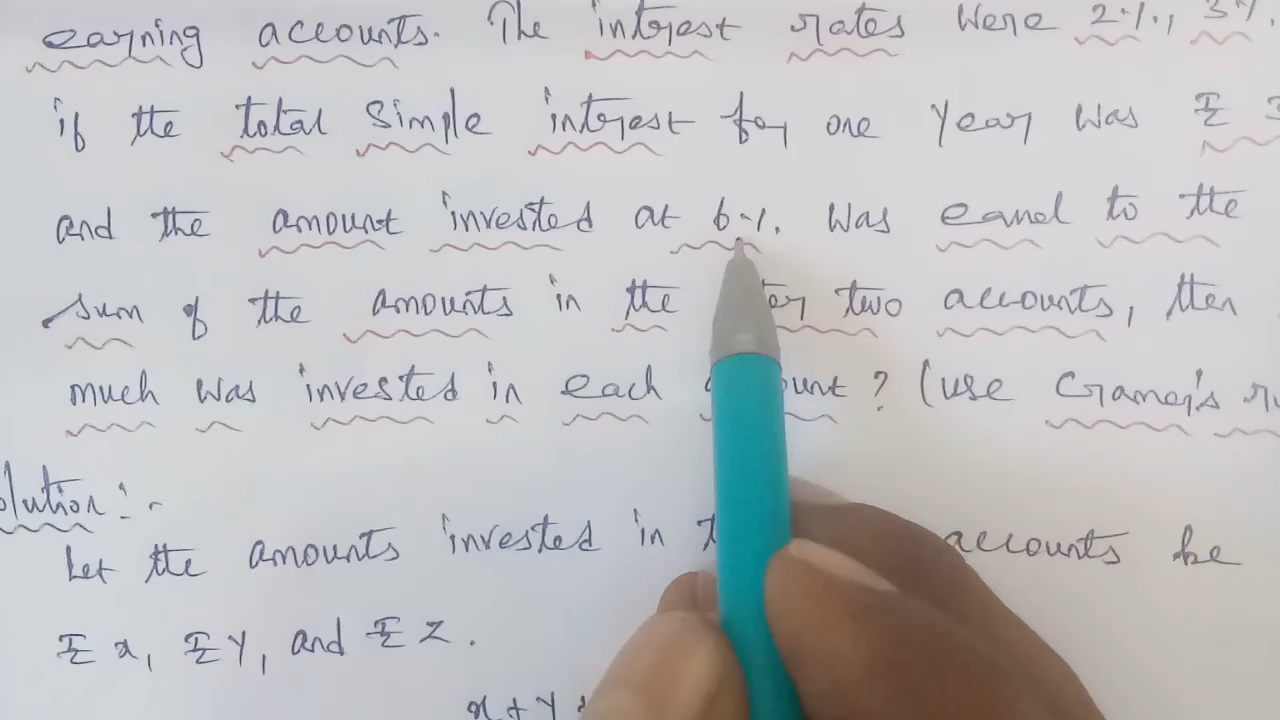 earning accounts. The interest rates were 2%, 3%.
if the total simple interest for one year was
and the amount invested at 6%. was equal to the
sum of the amounts in the two accounts, then
much was invested in each ? (use Cramer's
Solution:-
Let the amounts invested in accounts be
x, y, and z.
x + y